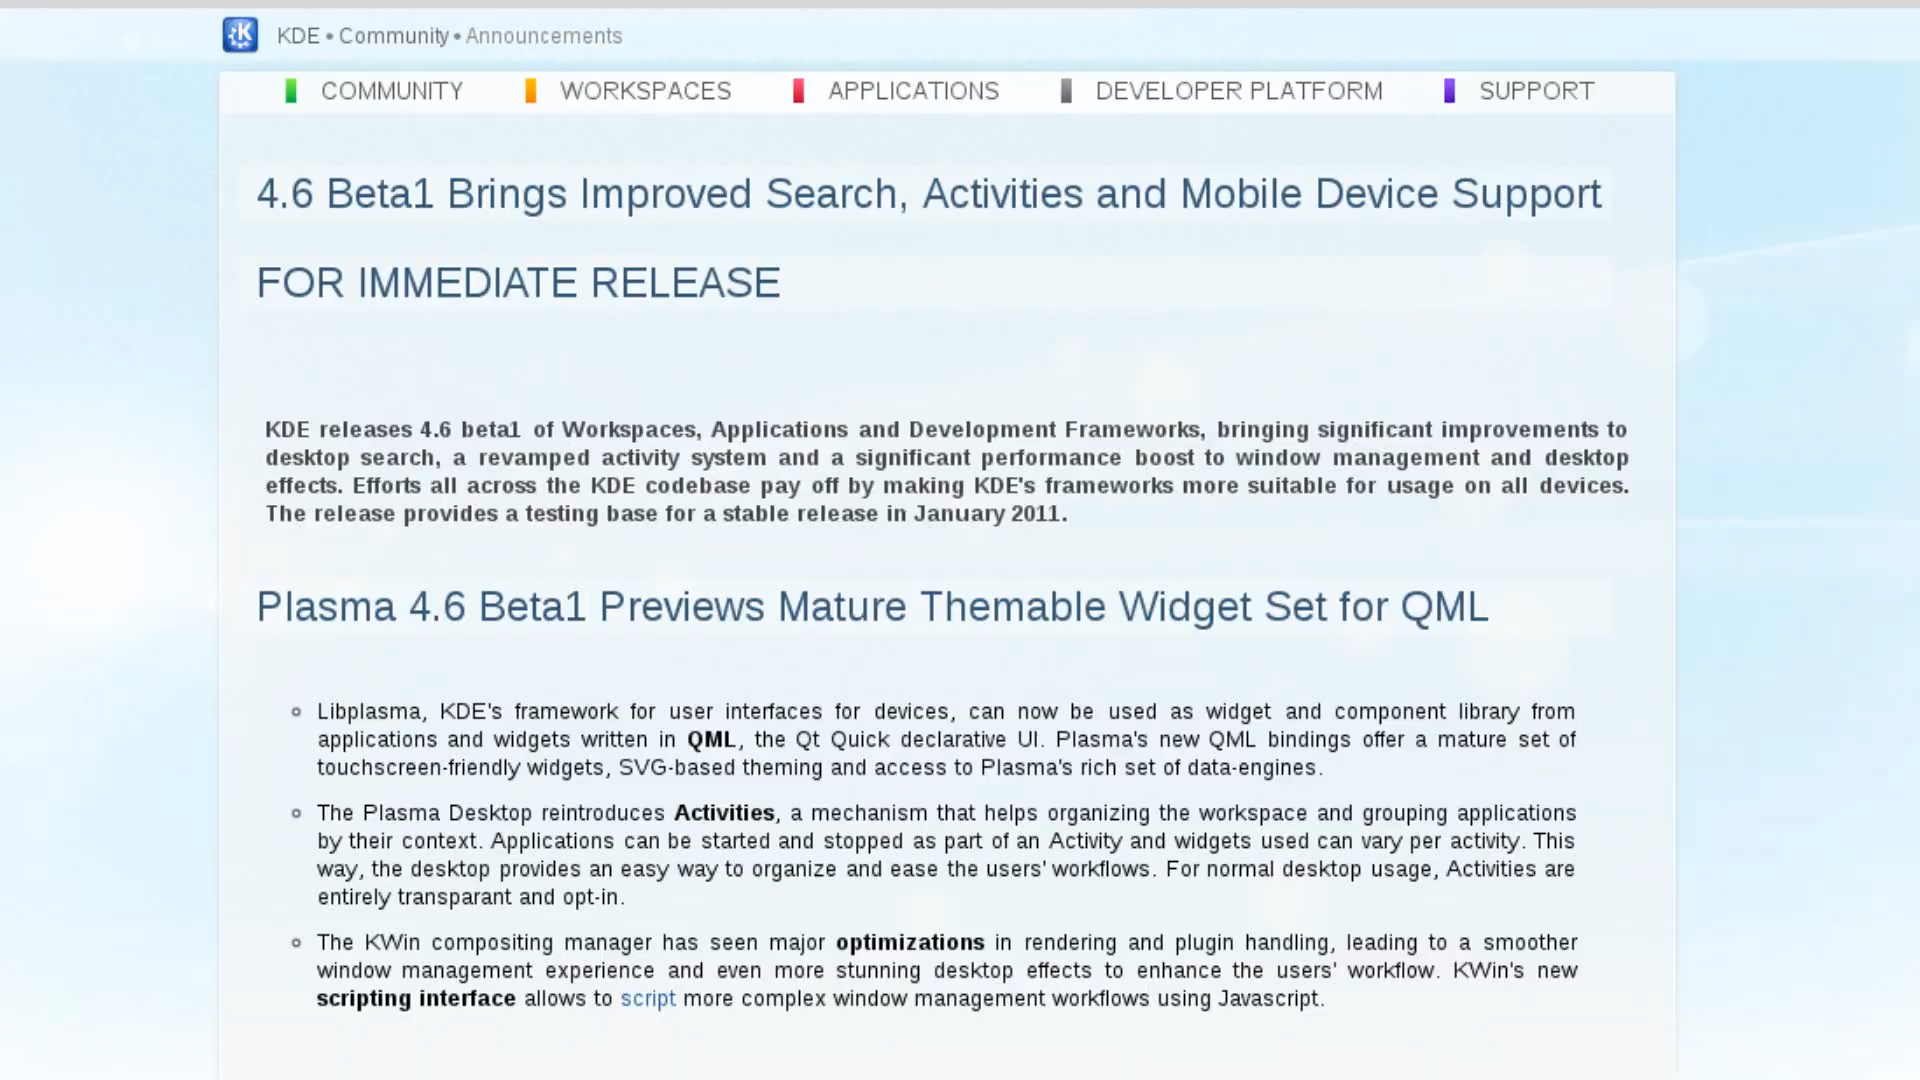 KDE • Community • Announcements
COMMUNITY WORKSPACES APPLICATIONS DEVELOPER PLATFORM SUPPORT
4.6 Beta1 Brings Improved Search, Activities and Mobile Device Support
FOR IMMEDIATE RELEASE
KDE releases 4.6 beta1 of Workspaces, Applications and Development Frameworks, bringing significant improvements to
desktop search, a revamped activity system and a significant performance boost to window management and desktop
effects. Efforts all across the KDE codebase pay off by making KDE's frameworks more suitable for usage on all devices.
The release provides a testing base for a stable release in January 2011.
Plasma 4.6 Beta1 Previews Mature Themable Widget Set for QML
Libplasma, KDE's framework for user interfaces for devices, can now be used as widget and component library from
applications and widgets written in QML, the Qt Quick declarative UI. Plasma's new QML bindings offer a mature set of
touchscreen-friendly widgets, SVG-based theming and access to Plasma's rich set of data-engines.
The Plasma Desktop reintroduces Activities, a mechanism that helps organizing the workspace and grouping applications
by their context. Applications can be started and stopped as part of an Activity and widgets used can vary per activity. This
way, the desktop provides an easy way to organize and ease the users' workflows. For normal desktop usage, Activities are
entirely transparant and opt-in.
The KWin compositing manager has seen major optimizations in rendering and plugin handling, leading to a smoother
window management experience and even more stunning desktop effects to enhance the users' workflow. KWin's new
scripting interface allows to script more complex window management workflows using Javascript.